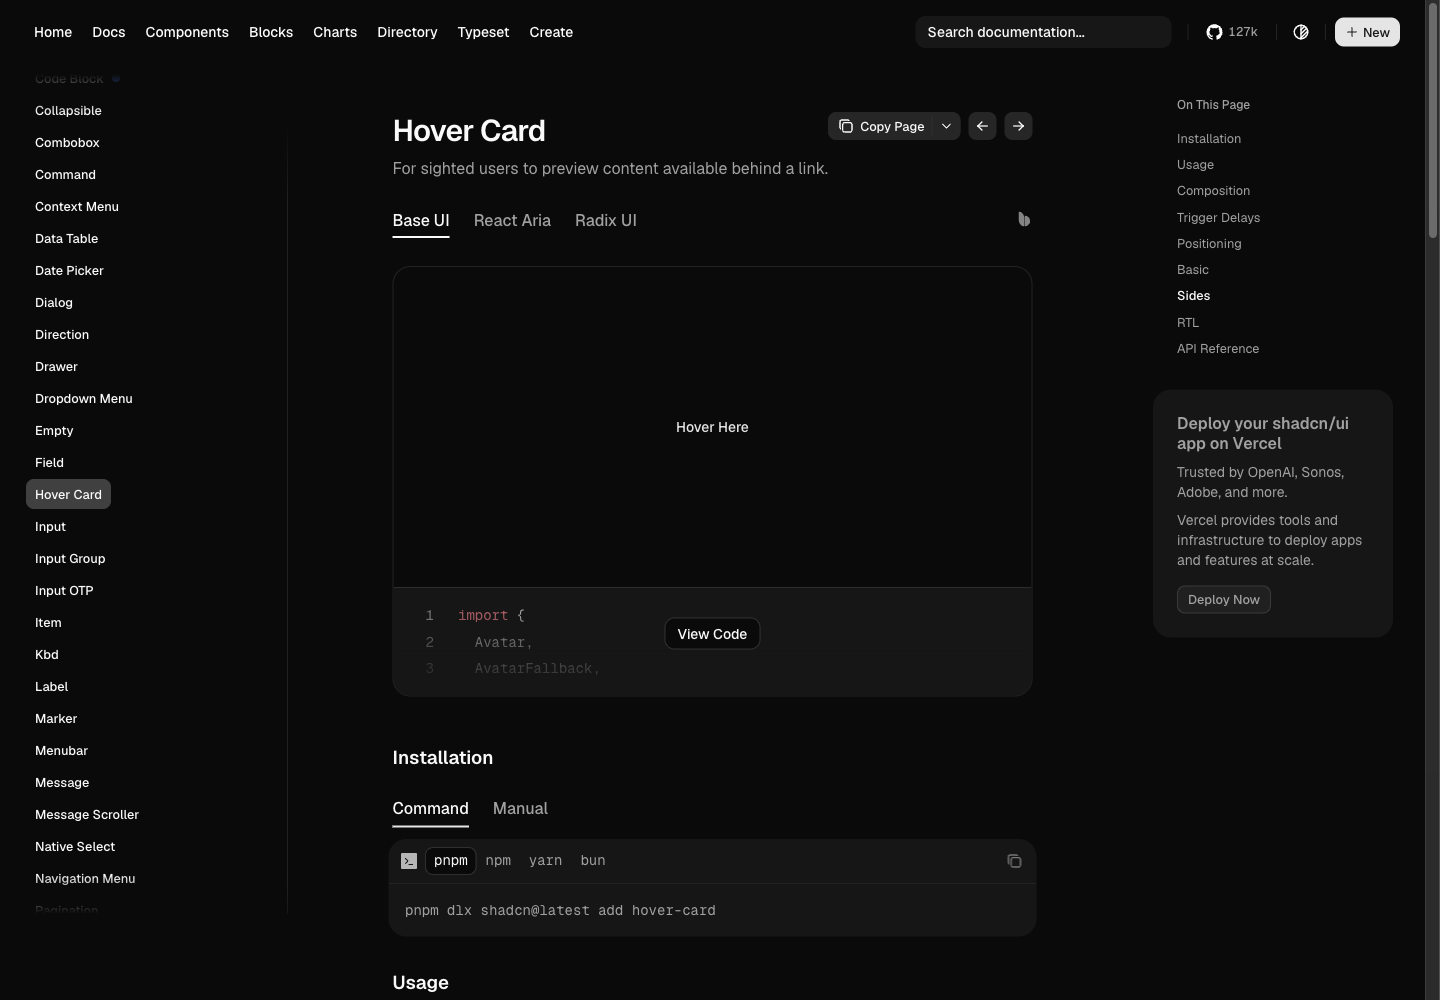 Home Docs Components Blocks Charts Directory Typeset Create
Search documentation...
127k
New
Code Block
Collapsible
Combobox
Command
Context Menu
Data Table
Date Picker
Dialog
Direction
Drawer
Dropdown Menu
Empty
Field
Hover Card
Input
Input Group
Input OTP
Item
Kbd
Label
Marker
Menubar
Message
Message Scroller
Native Select
Navigation Menu
Pagination
Hover Card
Copy Page
For sighted users to preview content available behind a link.
Base UI React Aria Radix UI
Hover Here
1 import {
2 Avatar,
3 AvatarFallback,
View Code
Installation
Command Manual
pnpm npm yarn bun
pnpm dlx shadcn@latest add hover-card
Usage
On This Page
Installation
Usage
Composition
Trigger Delays
Positioning
Basic
Sides
RTL
API Reference
Deploy your shadcn/ui
app on Vercel
Trusted by OpenAI, Sonos,
Adobe, and more.
Vercel provides tools and
infrastructure to deploy apps
and features at scale.
Deploy Now